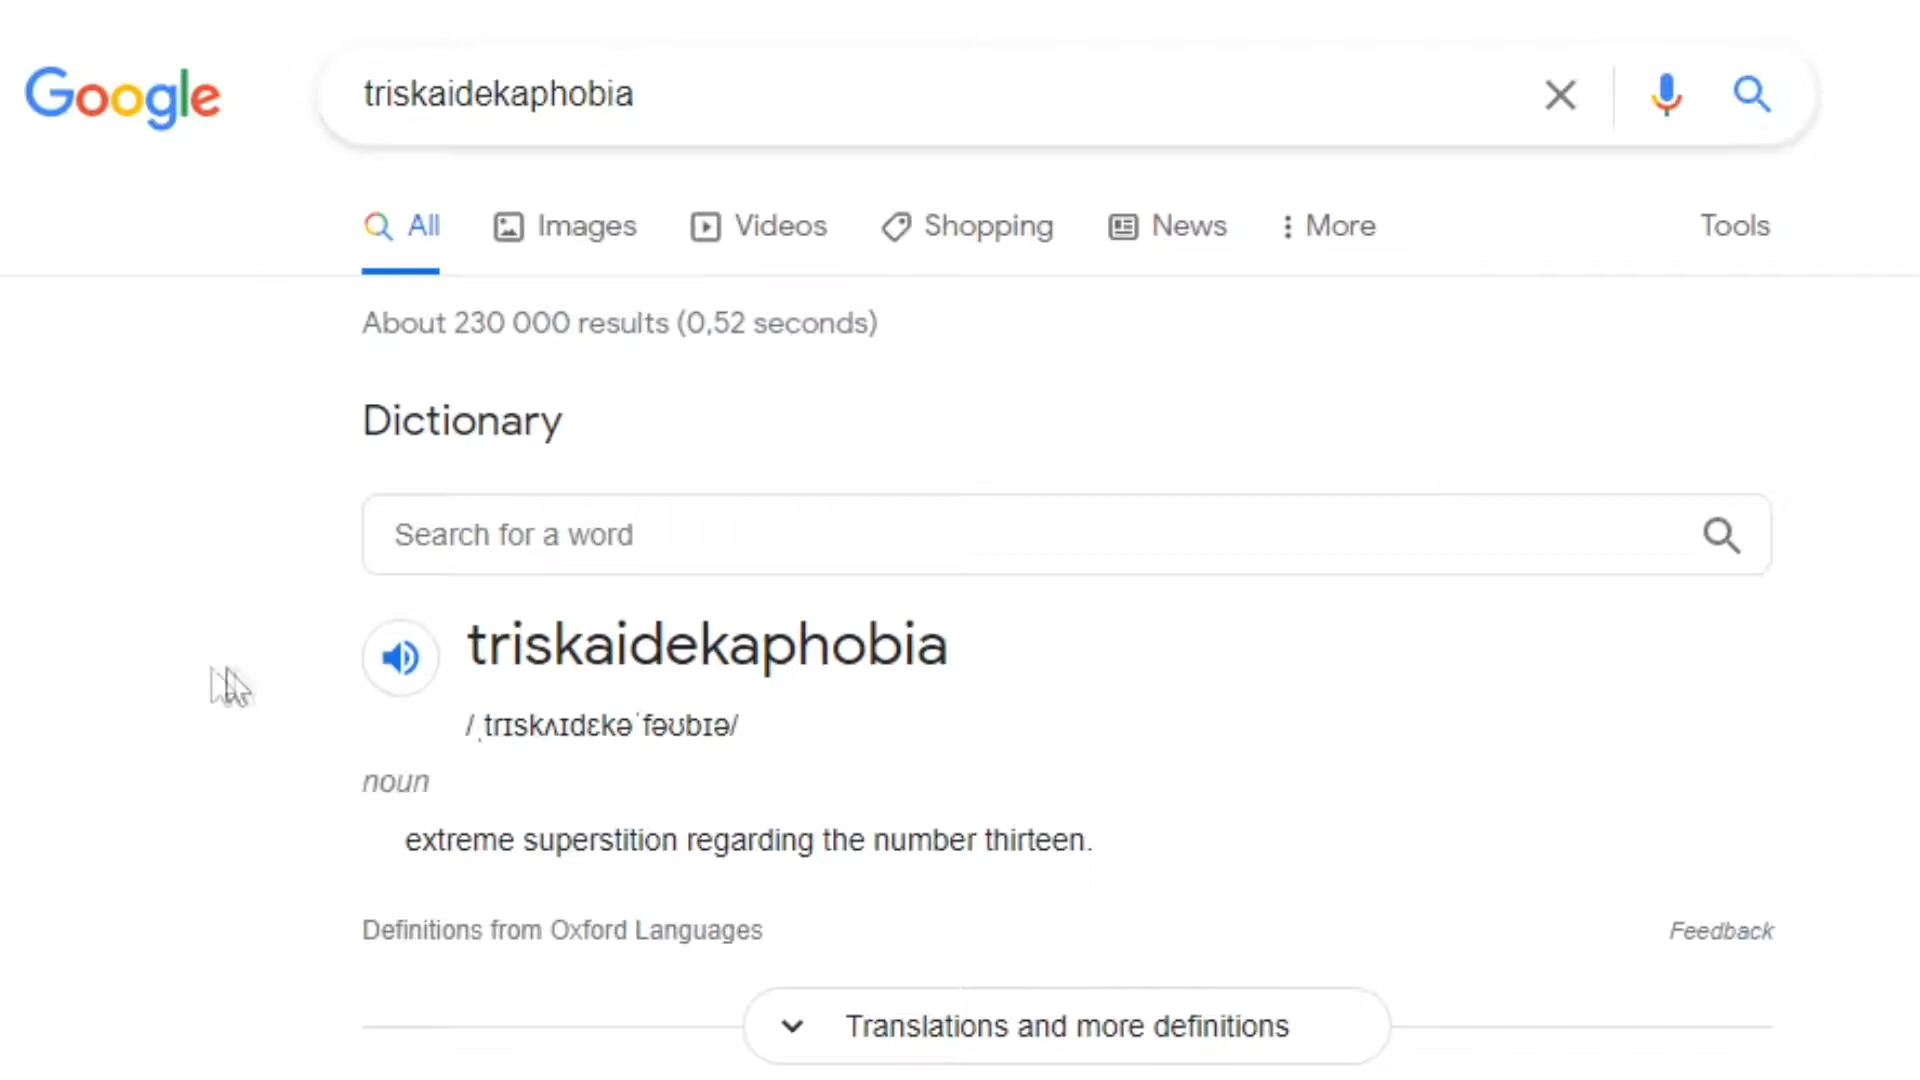 Google
triskaidekaphobia
All Images Videos Shopping News More Tools
About 230 000 results (0,52 seconds)
Dictionary
Search for a word
triskaidekaphobia
/ˌtrɪskʌɪdɛkəˈfəʊbɪə/
noun
extreme superstition regarding the number thirteen.
Definitions from Oxford Languages Feedback
Translations and more definitions